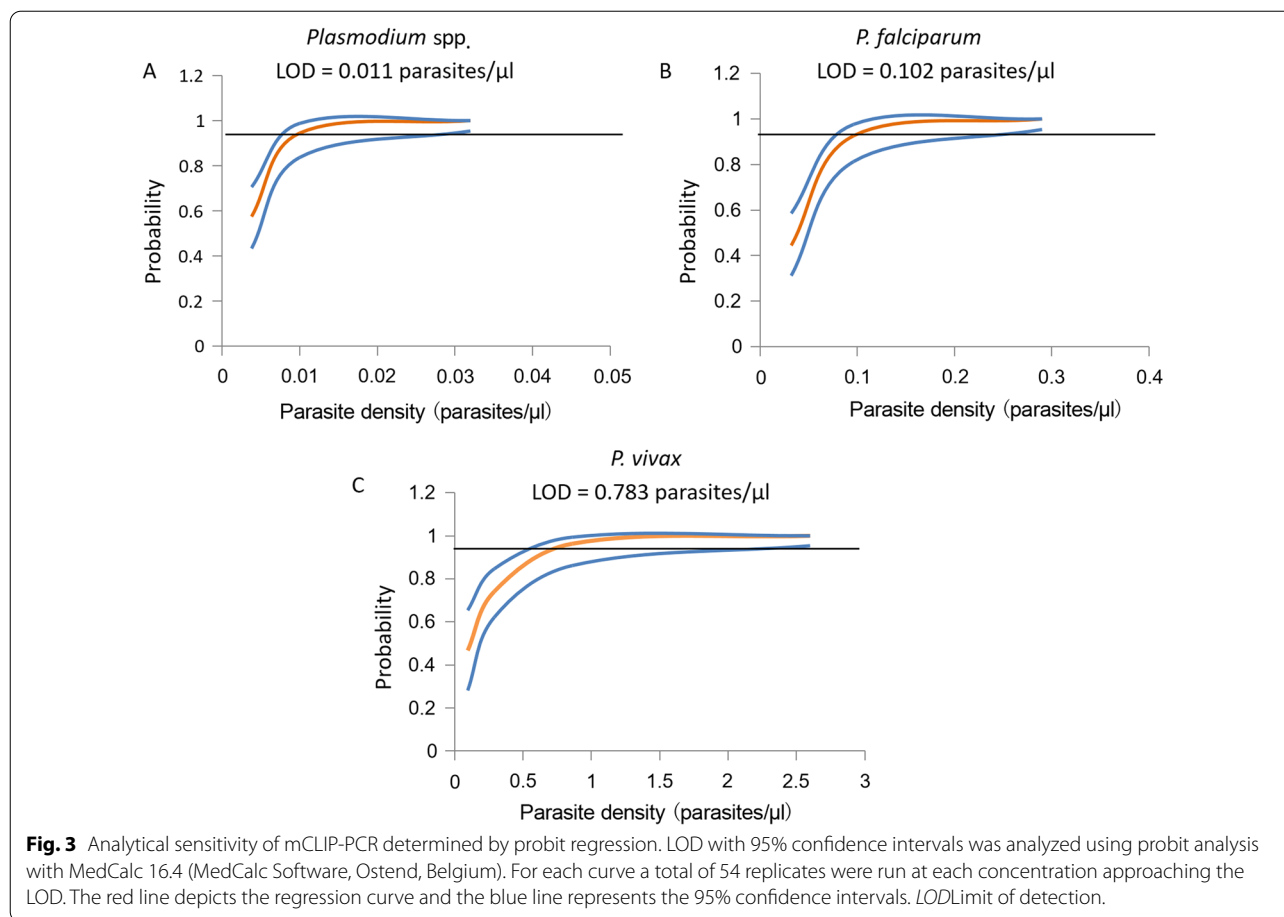 Plasmodium spp.
A LOD = 0.011 parasites/µl
1.2
1
0.8
0.6
0.4
0.2
0
Probability
0 0.01 0.02 0.03 0.04 0.05
Parasite density (parasites/µl)
P. falciparum
B LOD = 0.102 parasites/µl
1.2
1
0.8
0.6
0.4
0.2
0
Probability
0 0.1 0.2 0.3 0.4
Parasite density (parasites/µl)
P. vivax
C LOD = 0.783 parasites/µl
1.2
1
0.8
0.6
0.4
0.2
0
Probability
0 0.5 1 1.5 2 2.5 3
Parasite density (parasites/µl)
Fig. 3 Analytical sensitivity of mCLIP-PCR determined by probit regression. LOD with 95% confidence intervals was analyzed using probit analysis
with MedCalc 16.4 (MedCalc Software, Ostend, Belgium). For each curve a total of 54 replicates were run at each concentration approaching the
LOD. The red line depicts the regression curve and the blue line represents the 95% confidence intervals. LODLimit of detection.